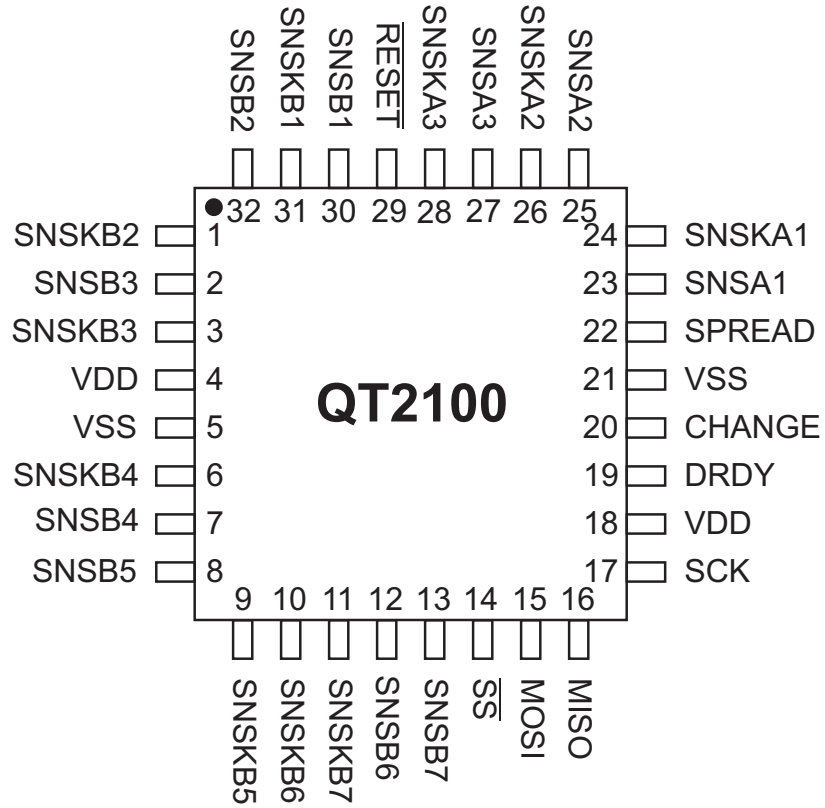 SNSB2 SNSKB1 SNSB1 RESET SNSKA3 SNSA3 SNSKA2 SNSA2
32 31 30 29 28 27 26 25
SNSKB2 1 24 SNSKA1
SNSB3 2 23 SNSA1
SNSKB3 3 22 SPREAD
VDD 4 21 VSS
QT2100
VSS 5 20 CHANGE
SNSKB4 6 19 DRDY
SNSB4 7 18 VDD
SNSB5 8 17 SCK
9 10 11 12 13 14 15 16
SNSKB5 SNSKB6 SNSKB7 SNSB6 SNSB7 SS MOSI MISO